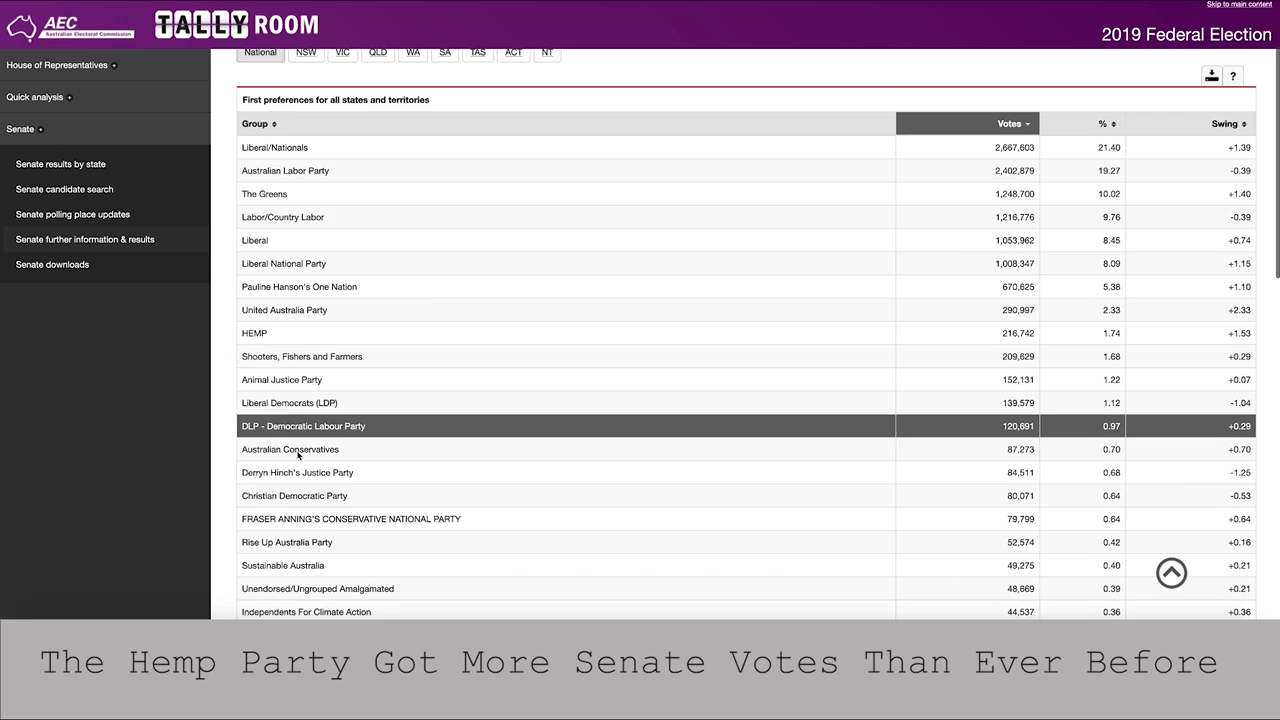 Skip to main content
AEC
Australian Electoral Commission
TALLY ROOM
2019 Federal Election
House of Representatives
Quick analysis
Senate
Senate results by state
Senate candidate search
Senate polling place updates
Senate further information & results
Senate downloads
National NSW VIC QLD WA SA TAS ACT NT
?
First preferences for all states and territories
Group Votes % Swing
Liberal/Nationals 2,667,603 21.40 +1.39
Australian Labor Party 2,402,879 19.27 -0.39
The Greens 1,248,700 10.02 +1.40
Labor/Country Labor 1,216,776 9.76 -0.39
Liberal 1,053,962 8.45 +0.74
Liberal National Party 1,008,347 8.09 +1.15
Pauline Hanson's One Nation 670,625 5.38 +1.10
United Australia Party 290,997 2.33 +2.33
HEMP 216,742 1.74 +1.53
Shooters, Fishers and Farmers 209,629 1.68 +0.29
Animal Justice Party 152,131 1.22 +0.07
Liberal Democrats (LDP) 139,579 1.12 -1.04
DLP - Democratic Labour Party 120,691 0.97 +0.29
Australian Conservatives 87,273 0.70 +0.70
Derryn Hinch's Justice Party 84,511 0.68 -1.25
Christian Democratic Party 80,071 0.64 -0.53
FRASER ANNING'S CONSERVATIVE NATIONAL PARTY 79,799 0.64 +0.64
Rise Up Australia Party 52,574 0.42 +0.16
Sustainable Australia 49,275 0.40 +0.21
Unendorsed/Ungrouped Amalgamated 48,669 0.39 +0.21
Independents For Climate Action 44,537 0.36 +0.36
The Hemp Party Got More Senate Votes Than Ever Before